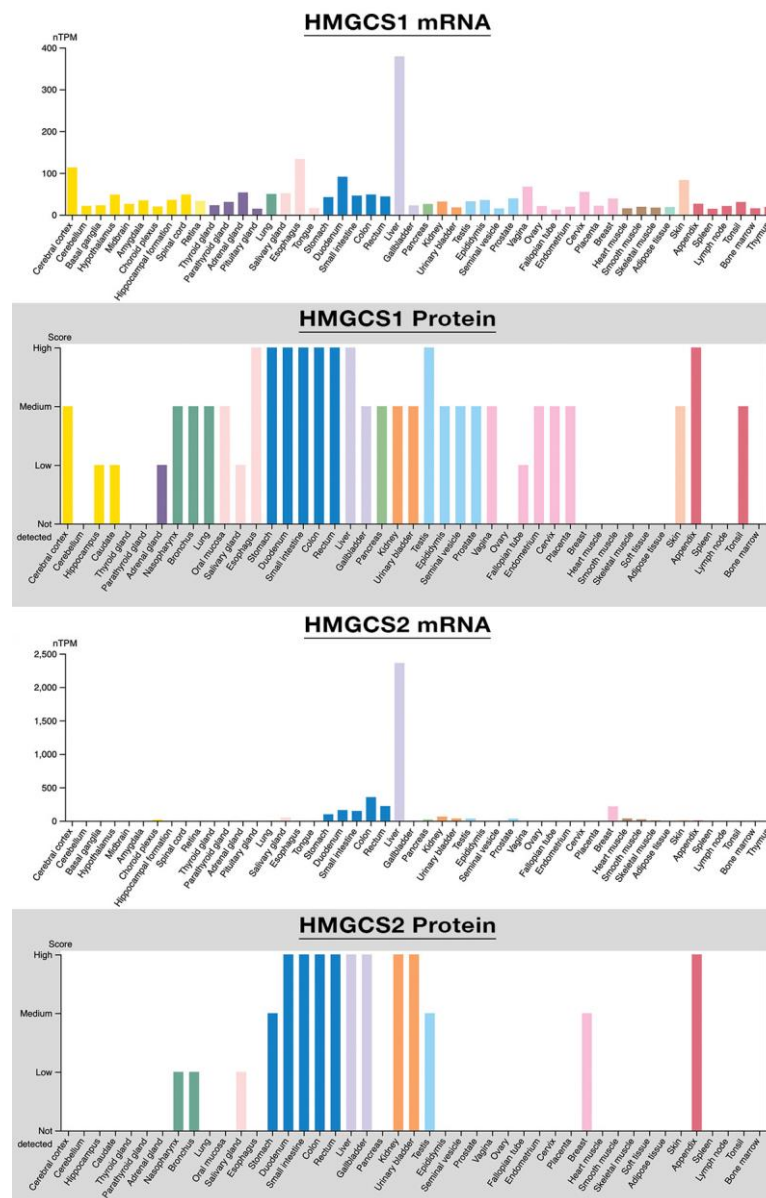 HMGCS1 mRNA
nTPM
400
300
200
100
0
Cerebral cortex
Cerebellum
Basal ganglia
Hypothalamus
Midbrain
Amygdala
Choroid plexus
Hippocampal formation
Spinal cord
Retina
Thyroid gland
Parathyroid gland
Adrenal gland
Pituitary gland
Lung
Salivary gland
Esophagus
Tongue
Stomach
Duodenum
Small intestine
Colon
Rectum
Liver
Gallbladder
Pancreas
Kidney
Urinary bladder
Testis
Epididymis
Seminal vesicle
Prostate
Vagina
Ovary
Fallopian tube
Endometrium
Cervix
Placenta
Breast
Heart muscle
Smooth muscle
Skeletal muscle
Adipose tissue
Skin
Appendix
Spleen
Lymph node
Tonsil
Bone marrow
Thymus
HMGCS1 Protein
Score
High
Medium
Low
Not
detected
Cerebral cortex
Cerebellum
Hippocampus
Caudate
Thyroid gland
Parathyroid gland
Adrenal gland
Nasopharynx
Bronchus
Lung
Oral mucosa
Salivary gland
Esophagus
Stomach
Duodenum
Small intestine
Colon
Rectum
Liver
Gallbladder
Pancreas
Kidney
Urinary bladder
Testis
Epididymis
Seminal vesicle
Prostate
Vagina
Ovary
Fallopian tube
Endometrium
Cervix
Placenta
Breast
Heart muscle
Smooth muscle
Skeletal muscle
Soft tissue
Adipose tissue
Skin
Appendix
Spleen
Lymph node
Tonsil
Bone marrow
HMGCS2 mRNA
nTPM
2,500
2,000
1,500
1,000
500
0
Cerebral cortex
Cerebellum
Basal ganglia
Hypothalamus
Midbrain
Amygdala
Choroid plexus
Hippocampal formation
Spinal cord
Retina
Thyroid gland
Parathyroid gland
Adrenal gland
Pituitary gland
Lung
Salivary gland
Esophagus
Tongue
Stomach
Duodenum
Small intestine
Colon
Rectum
Liver
Gallbladder
Pancreas
Kidney
Urinary bladder
Testis
Epididymis
Seminal vesicle
Prostate
Vagina
Ovary
Fallopian tube
Endometrium
Cervix
Placenta
Breast
Heart muscle
Smooth muscle
Skeletal muscle
Adipose tissue
Skin
Appendix
Spleen
Lymph node
Tonsil
Bone marrow
Thymus
HMGCS2 Protein
Score
High
Medium
Low
Not
detected
Cerebral cortex
Cerebellum
Hippocampus
Caudate
Thyroid gland
Parathyroid gland
Adrenal gland
Nasopharynx
Bronchus
Lung
Oral mucosa
Salivary gland
Esophagus
Stomach
Duodenum
Small intestine
Colon
Rectum
Liver
Gallbladder
Pancreas
Kidney
Urinary bladder
Testis
Epididymis
Seminal vesicle
Prostate
Vagina
Ovary
Fallopian tube
Endometrium
Cervix
Placenta
Breast
Heart muscle
Smooth muscle
Skeletal muscle
Soft tissue
Adipose tissue
Skin
Appendix
Spleen
Lymph node
Tonsil
Bone marrow